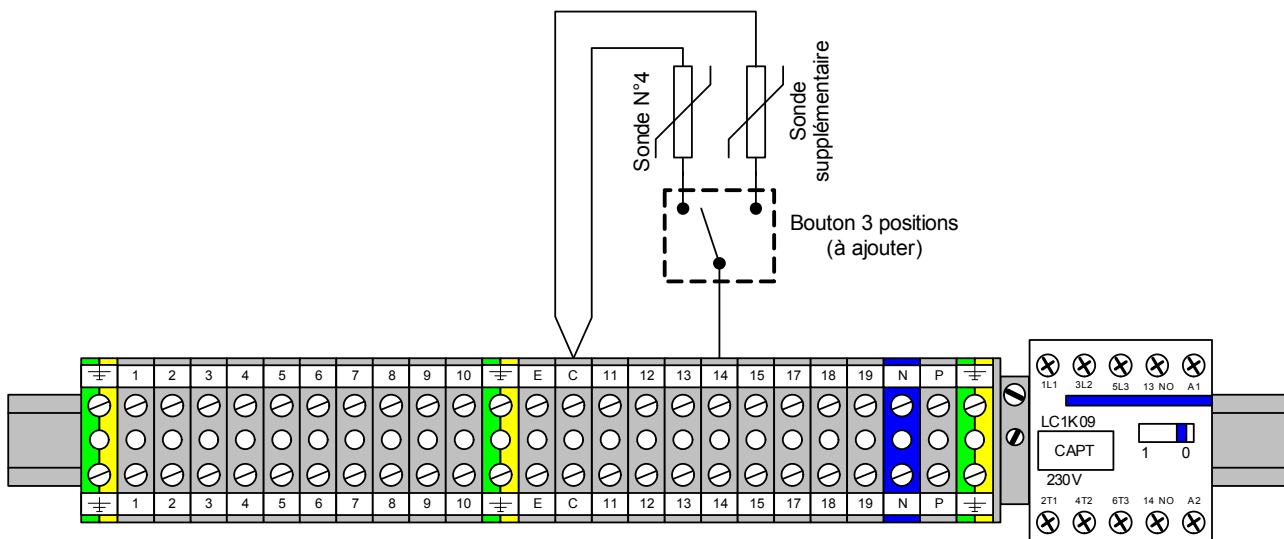 Sonde N°4
Sonde
supplémentaire
Bouton 3 positions
(à ajouter)
1 2 3 4 5 6 7 8 9 10 E C 11 12 13 14 15 17 18 19 N P
1L1 3L2 5L3 13 NO A1
LC1K09
CAPT
1 0
230V
2T1 4T2 6T3 14 NO A2
1 2 3 4 5 6 7 8 9 10 E C 11 12 13 14 15 17 18 19 N P